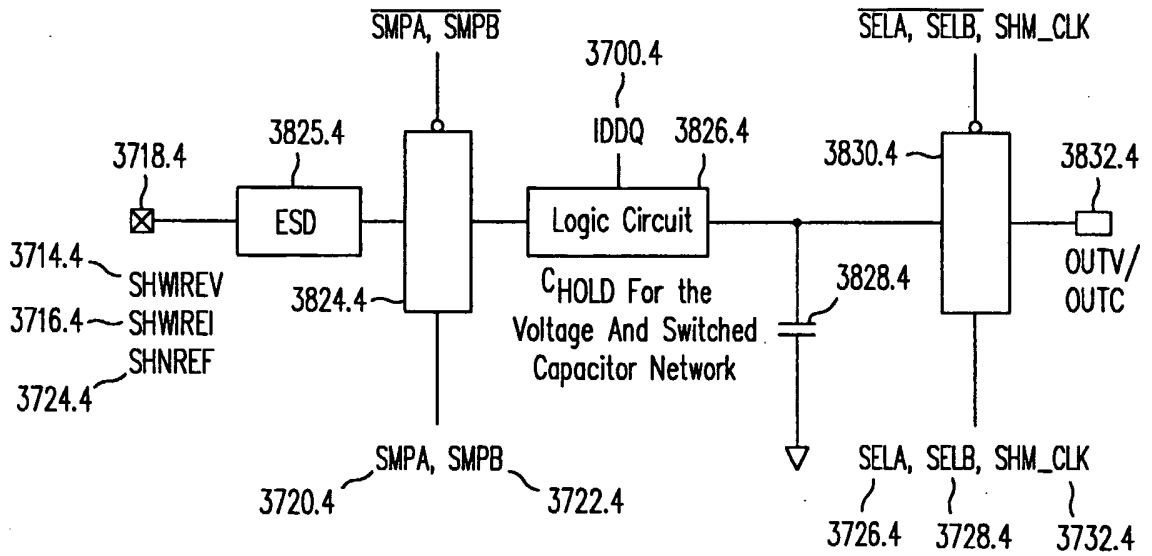 SMPA, SMPB
SELA, SELB, SHM_CLK
3700.4
IDDQ
3825.4
3826.4
3830.4
3832.4
3718.4
ESD
Logic Circuit
3714.4
SHWIREV
3716.4
SHWIREI
SHNREF
3724.4
3824.4
CHOLD For the
Voltage And Switched
Capacitor Network
3828.4
OUTV/
OUTC
SMPA, SMPB
SELA, SELB, SHM_CLK
3720.4
3722.4
3726.4
3728.4
3732.4